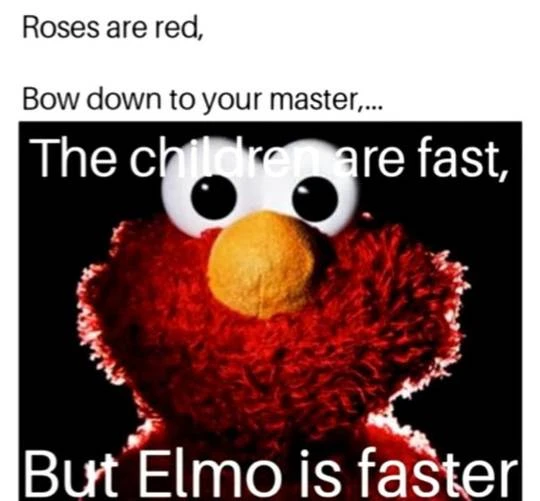 Roses are red,
Bow down to your master,...
The children are fast,
But Elmo is faster